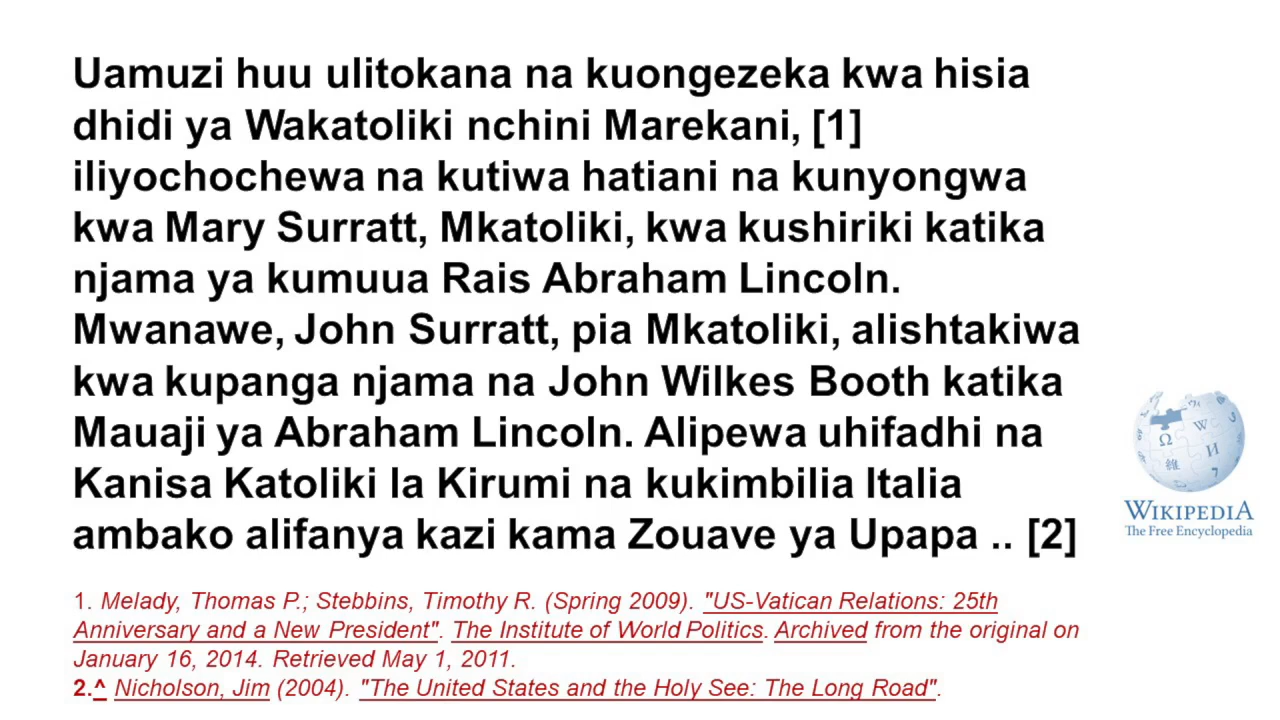 Uamuzi huu ulitokana na kuongezeka kwa hisia
dhidi ya Wakatoliki nchini Marekani, [1]
iliyochochewa na kutiwa hatiani na kunyongwa
kwa Mary Surratt, Mkatoliki, kwa kushiriki katika
njama ya kumuua Rais Abraham Lincoln.
Mwanawe, John Surratt, pia Mkatoliki, alishtakiwa
kwa kupanga njama na John Wilkes Booth katika
Mauaji ya Abraham Lincoln. Alipewa uhifadhi na
Kanisa Katoliki la Kirumi na kukimbilia Italia
ambako alifanya kazi kama Zouave ya Upapa .. [2]
WIKIPEDIA
The Free Encyclopedia
1. Melady, Thomas P.; Stebbins, Timothy R. (Spring 2009). "US-Vatican Relations: 25th
Anniversary and a New President". The Institute of World Politics. Archived from the original on
January 16, 2014. Retrieved May 1, 2011.
2.^ Nicholson, Jim (2004). "The United States and the Holy See: The Long Road".